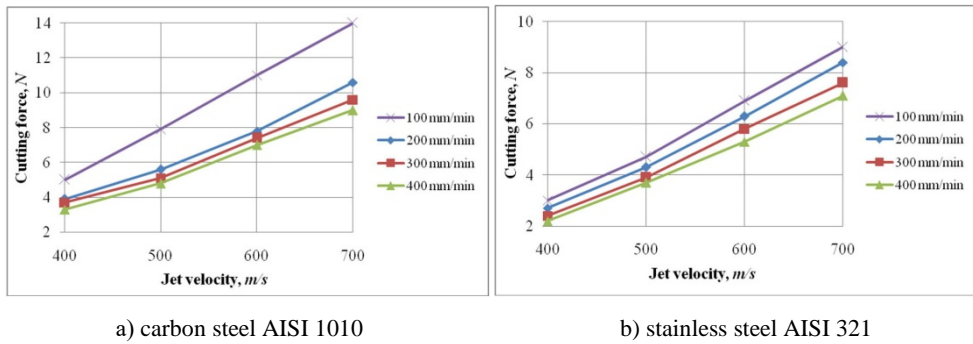 14
12
10
8
6
4
2
Cutting force, N
400 500 600 700
Jet velocity, m/s
100 mm/min
200 mm/min
300 mm/min
400 mm/min
a) carbon steel AISI 1010
10
8
6
4
2
Cutting force, N
400 500 600 700
Jet velocity, m/s
100 mm/min
200 mm/min
300 mm/min
400 mm/min
b) stainless steel AISI 321